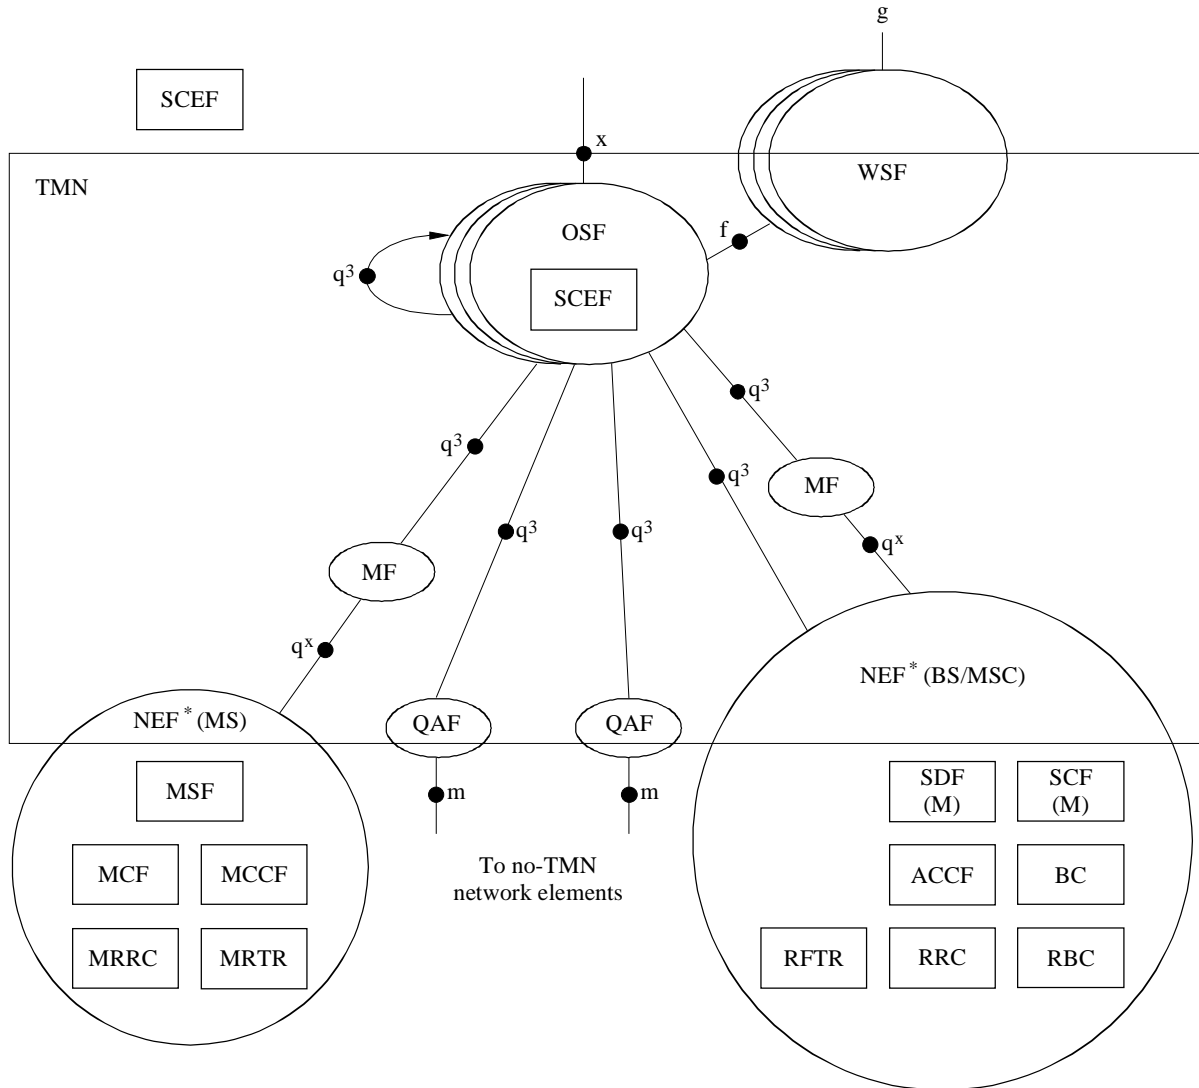 g
SCEF
x
WSF
TMN
OSF
f
q³
SCEF
q³
q³
q³
MF
q³
q³
qˣ
MF
qˣ
NEF * (BS/MSC)
NEF * (MS)
QAF
QAF
MSF
m
m
SDF
(M)
SCF
(M)
To no-TMN
network elements
MCF
MCCF
ACCF
BC
MRRC
MRTR
RFTR
RRC
RBC